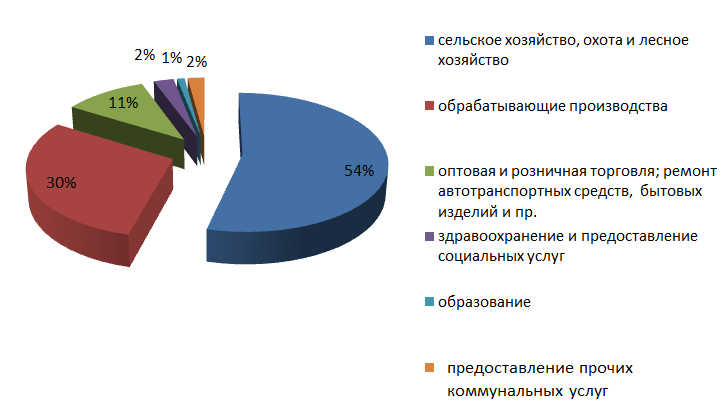 2%
1%
2%
11%
30%
54%
сельское хозяйство, охота и лесное
хозяйство
обрабатывающие производства
оптовая и розничная торговля; ремонт
автотранспортных средств, бытовых
изделий и пр.
здравоохранение и предоставление
социальных услуг
образование
предоставление прочих
коммунальных услуг